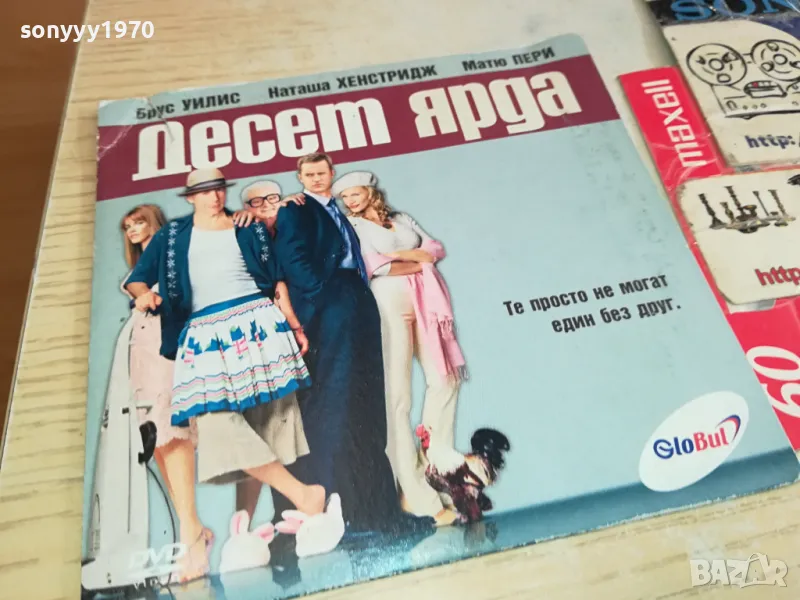 sonyyy1970
Брус УИЛИС Наташа ХЕНСТРИДЖ Матю ПЕРИ
Десет ярда
Те просто не могат
един без друг.
GloBul
DVD
maxell
http:
http
60
BAZAR